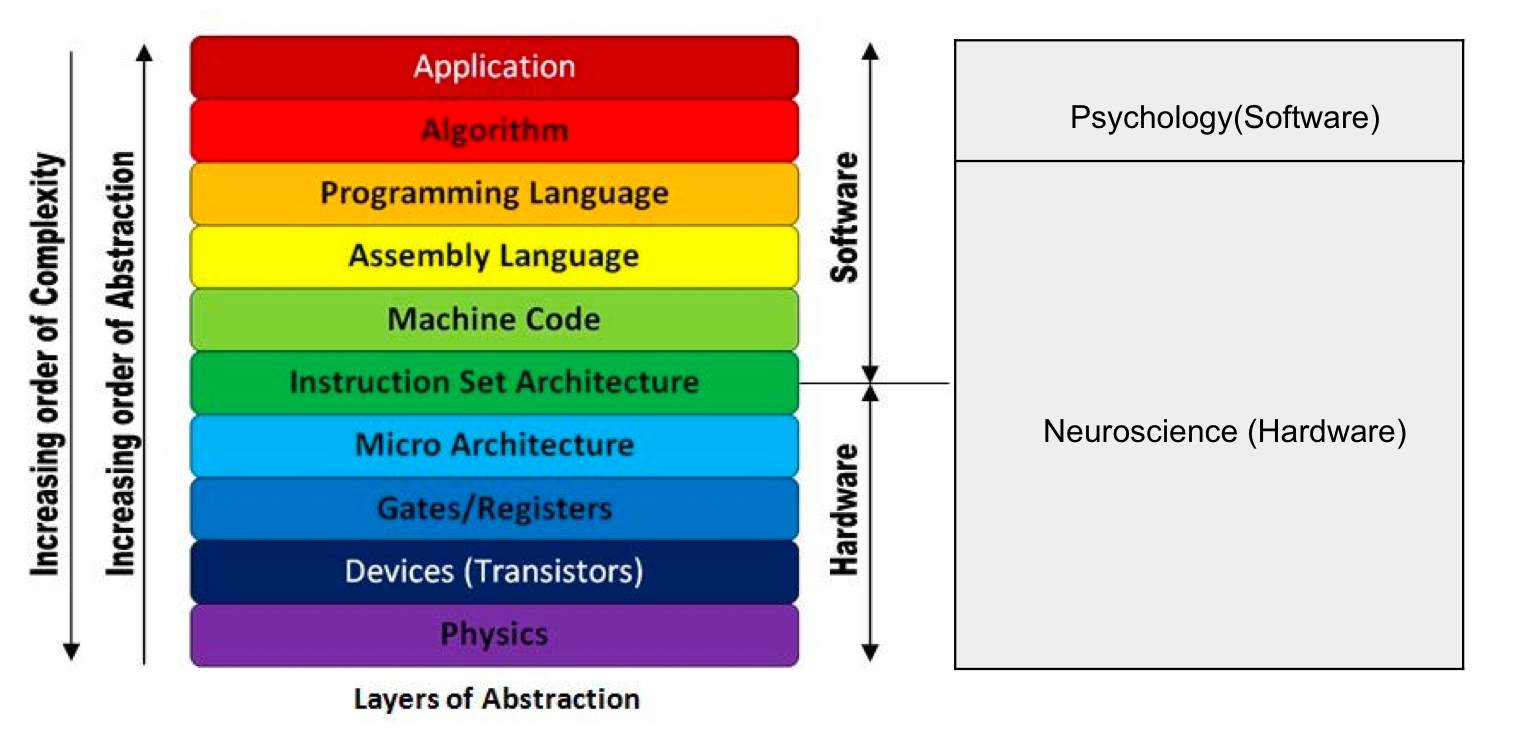 Increasing order of Complexity
Increasing order of Abstraction
Application
Algorithm
Programming Language
Assembly Language
Machine Code
Instruction Set Architecture
Micro Architecture
Gates/Registers
Devices (Transistors)
Physics
Layers of Abstraction
Software
Hardware
Psychology(Software)
Neuroscience (Hardware)